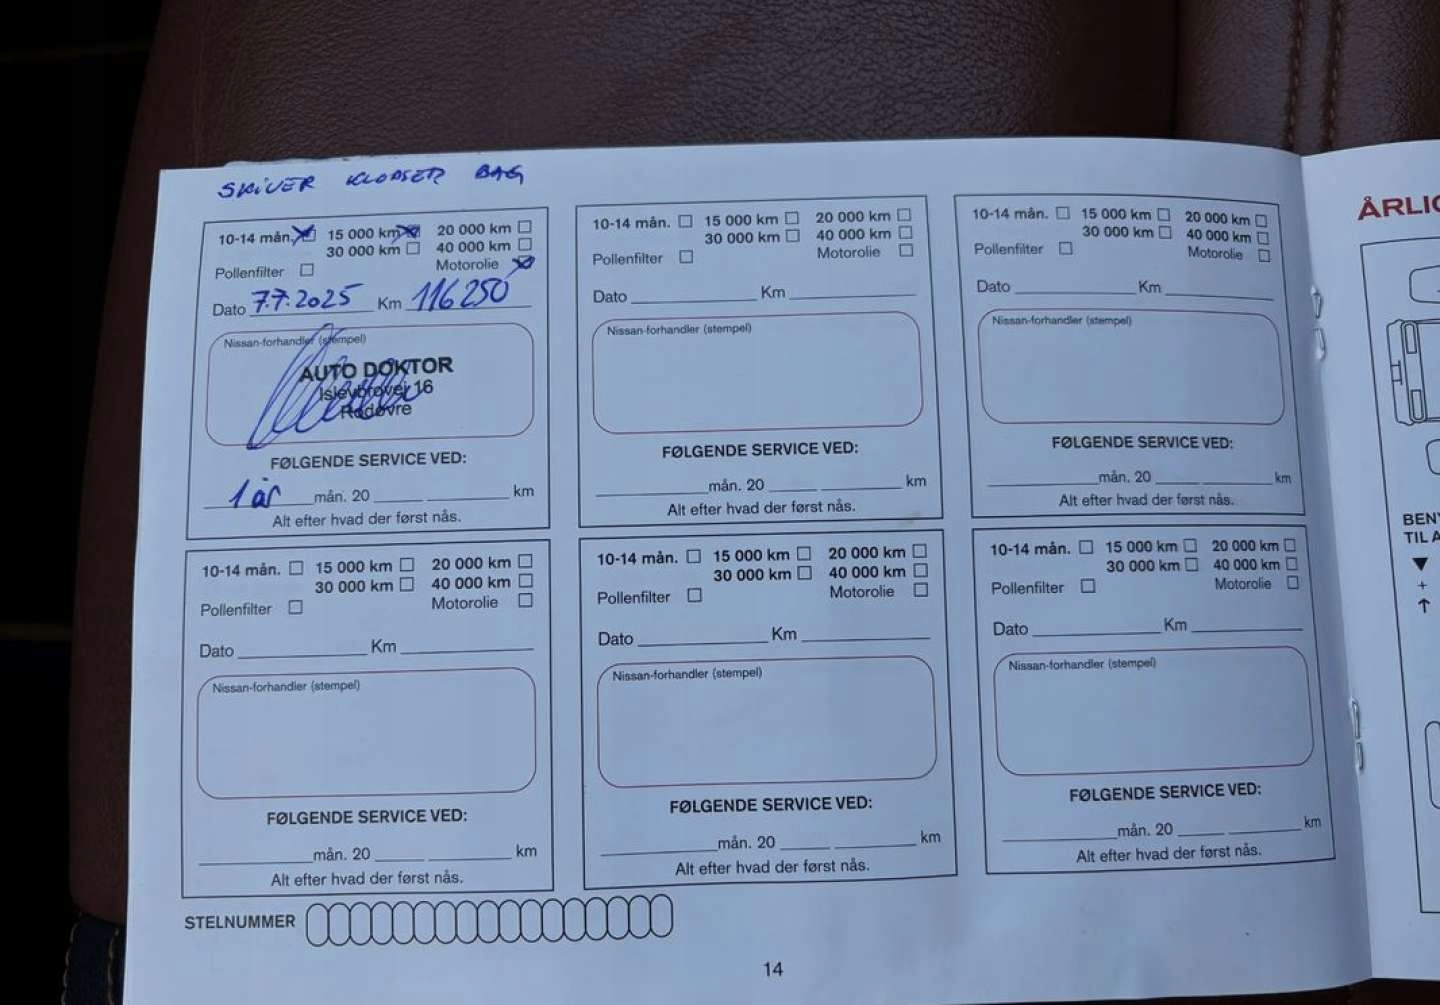 SKIVER KLODSER BAG
10-14 mån. 15 000 km 20 000 km
30 000 km 40 000 km
Pollenfilter Motorolie
Dato 7.7.2025 Km 116 250
Nissan-forhandler (stempel)
AUTO DOKTOR
Islevbrovej 16
Rødovre
FØLGENDE SERVICE VED:
1 år mån. 20 km
Alt efter hvad der først nås.
10-14 mån. 15 000 km 20 000 km
30 000 km 40 000 km
Pollenfilter Motorolie
Dato Km
Nissan-forhandler (stempel)
FØLGENDE SERVICE VED:
mån. 20 km
Alt efter hvad der først nås.
10-14 mån. 15 000 km 20 000 km
30 000 km 40 000 km
Pollenfilter Motorolie
Dato Km
Nissan-forhandler (stempel)
FØLGENDE SERVICE VED:
mån. 20 km
Alt efter hvad der først nås.
10-14 mån. 15 000 km 20 000 km
30 000 km 40 000 km
Pollenfilter Motorolie
Dato Km
Nissan-forhandler (stempel)
FØLGENDE SERVICE VED:
mån. 20 km
Alt efter hvad der først nås.
10-14 mån. 15 000 km 20 000 km
30 000 km 40 000 km
Pollenfilter Motorolie
Dato Km
Nissan-forhandler (stempel)
FØLGENDE SERVICE VED:
mån. 20 km
Alt efter hvad der først nås.
10-14 mån. 15 000 km 20 000 km
30 000 km 40 000 km
Pollenfilter Motorolie
Dato Km
Nissan-forhandler (stempel)
FØLGENDE SERVICE VED:
mån. 20 km
Alt efter hvad der først nås.
STELNUMMER
14
ÅRLIG
BENY
TIL A